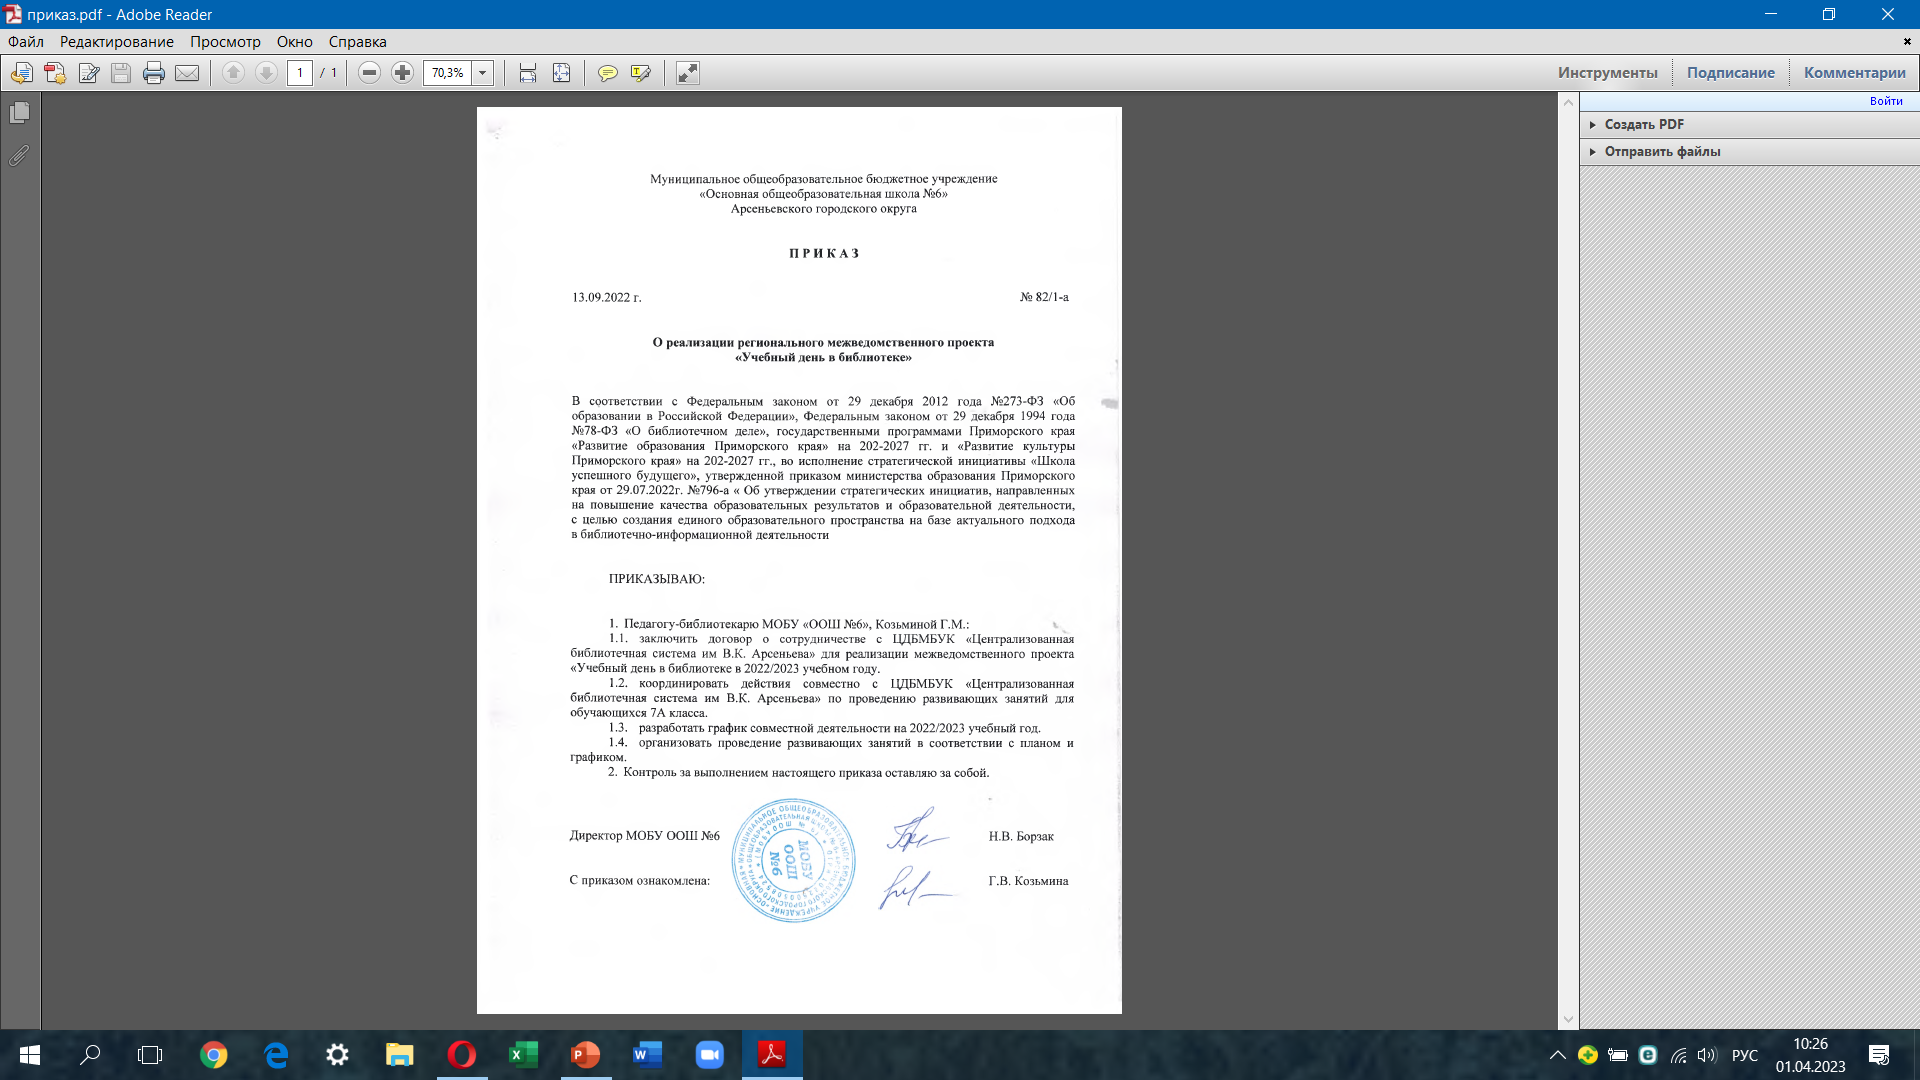 приказ.pdf - Adobe Reader
Файл Редактирование Просмотр Окно Справка
1 / 1 70,3% Инструменты Подписание Комментарии
Войти
Создать PDF
Отправить файлы
Муниципальное общеобразовательное бюджетное учреждение
«Основная общеобразовательная школа №6»
Арсеньевского городского округа
П Р И К А З
13.09.2022 г. № 82/1-а
О реализации регионального межведомственного проекта
«Учебный день в библиотеке»
В соответствии с Федеральным законом от 29 декабря 2012 года №273-ФЗ «Об
образовании в Российской Федерации», Федеральным законом от 29 декабря 1994 года
№78-ФЗ «О библиотечном деле», государственными программами Приморского края
«Развитие образования Приморского края» на 202-2027 гг. и «Развитие культуры
Приморского края» на 202-2027 гг., во исполнение стратегической инициативы «Школа
успешного будущего», утвержденной приказом министерства образования Приморского
края от 29.07.2022г. №796-а « Об утверждении стратегических инициатив, направленных
на повышение качества образовательных результатов и образовательной деятельности,
с целью создания единого образовательного пространства на базе актуального подхода
в библиотечно-информационной деятельности
ПРИКАЗЫВАЮ:
1. Педагогу-библиотекарю МОБУ «ООШ №6», Козьминой Г.М.:
1.1. заключить договор о сотрудничестве с ЦДБМБУК «Централизованная
библиотечная система им В.К. Арсеньева» для реализации межведомственного проекта
«Учебный день в библиотеке в 2022/2023 учебном году.
1.2. координировать действия совместно с ЦДБМБУК «Централизованная
библиотечная система им В.К. Арсеньева» по проведению развивающих занятий для
обучающихся 7А класса.
1.3. разработать график совместной деятельности на 2022/2023 учебный год.
1.4. организовать проведение развивающих занятий в соответствии с планом и
графиком.
2. Контроль за выполнением настоящего приказа оставляю за собой.
Директор МОБУ ООШ №6 Н.В. Борзак
МОБУ
ООШ
№6
С приказом ознакомлена: Г.В. Козьмина
РУС
10:26
01.04.2023